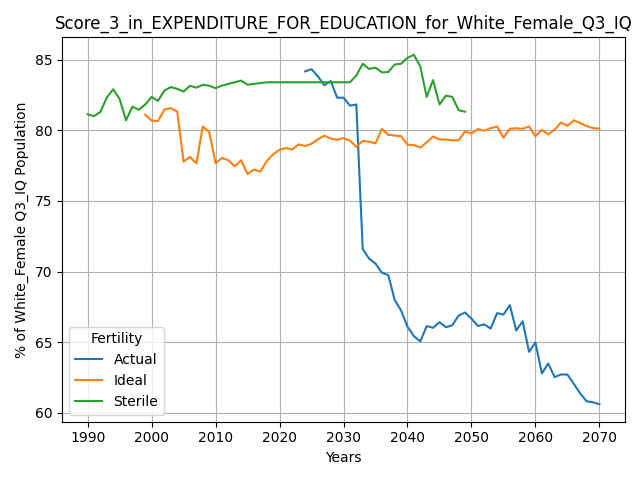 Score_3_in_EXPENDITURE_FOR_EDUCATION_for_White_Female_Q3_IQ
% of White_Female Q3_IQ Population
85
80
75
70
65
60
Fertility
Actual
Ideal
Sterile
1990 2000 2010 2020 2030 2040 2050 2060 2070
Years